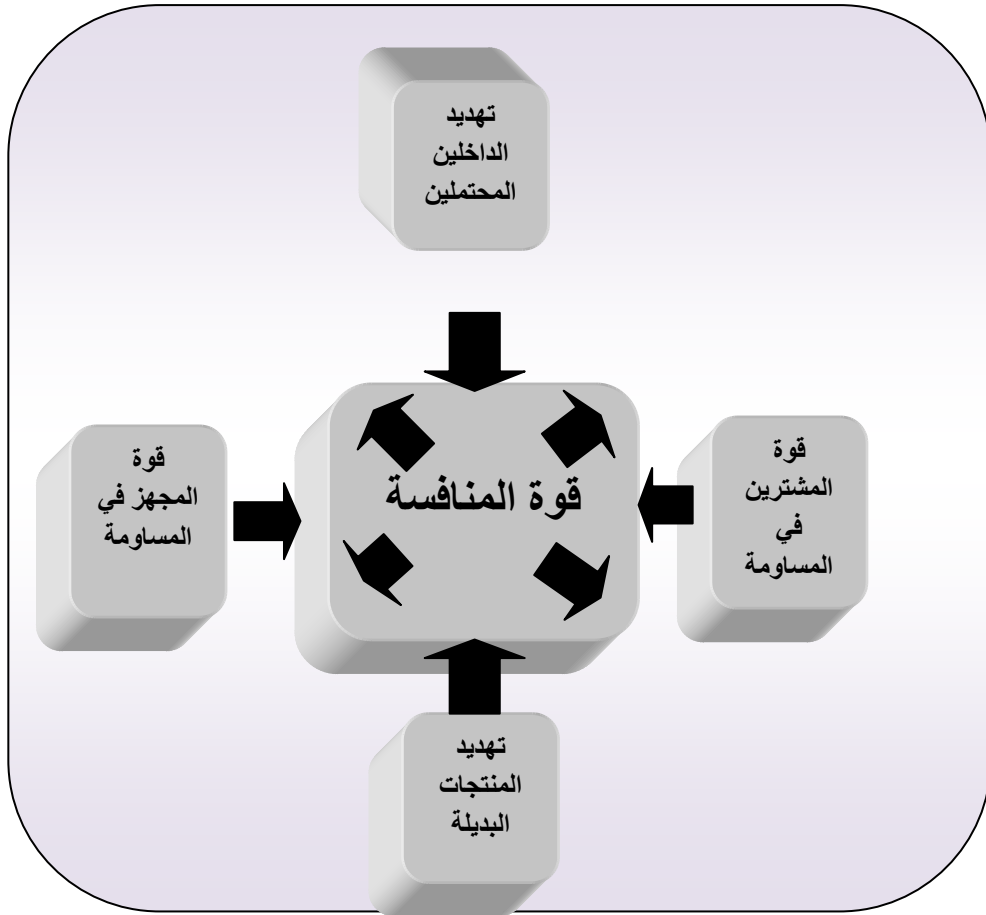 تهديد
الداخلين
المحتملين
قوة
المشترين
في
المساومة
قوة المنافسة
قوة
المجهز في
المساومة
تهديد
المنتجات
البديلة